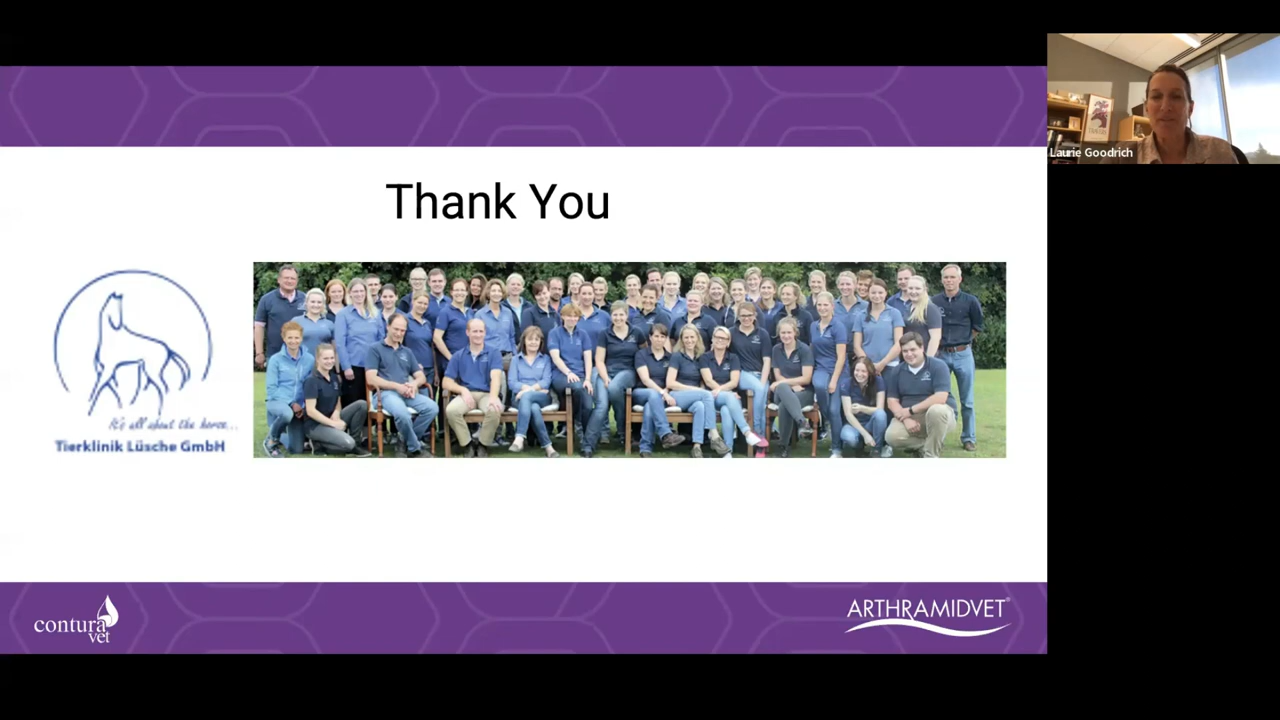 Thank You
It's all about the horse...
Tierklinik Lüsche GmbH
contura
vet
ARTHRAMIDVET®
Laurie Goodrich